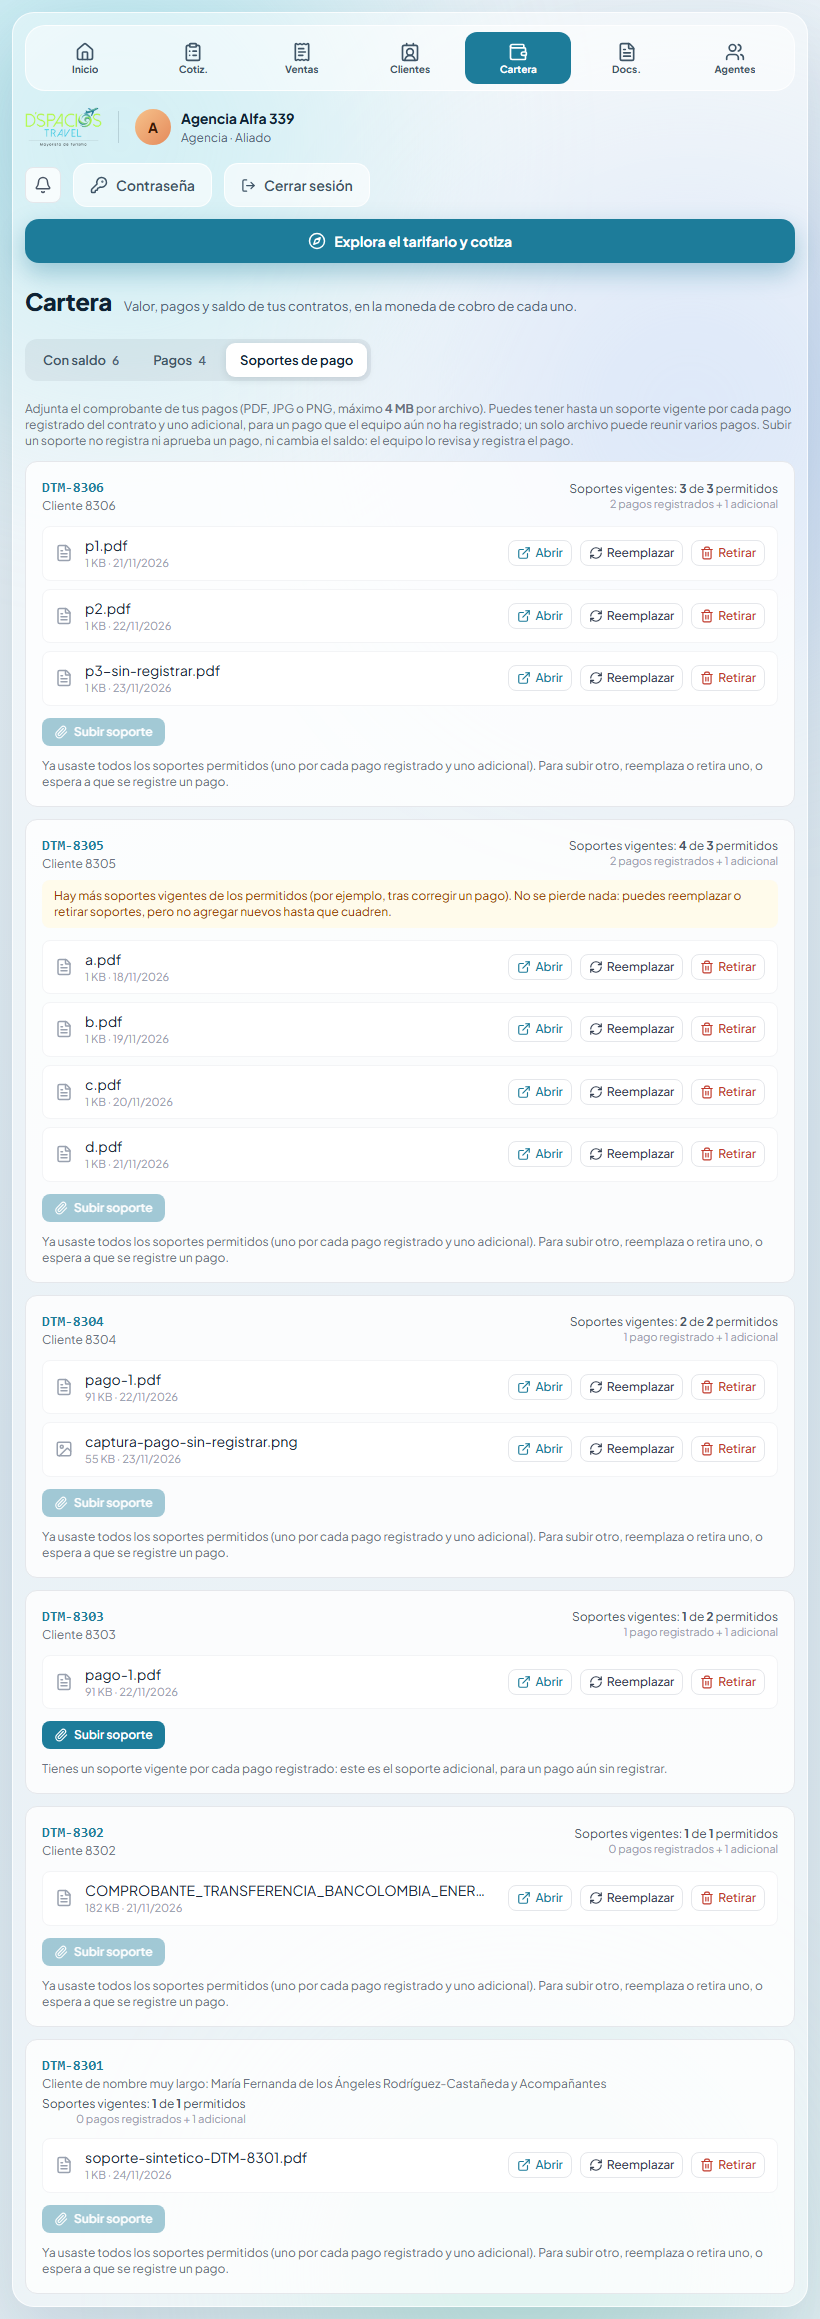 Inicio
Cotiz.
Ventas
Clientes
Cartera
Docs.
Agentes
D'SPACIOS
TRAVEL
Mayorista de turismo
A
Agencia Alfa 339
Agencia · Aliado
Contraseña
Cerrar sesión
Explora el tarifario y cotiza
Cartera Valor, pagos y saldo de tus contratos, en la moneda de cobro de cada uno.
Con saldo 6
Pagos 4
Soportes de pago
Adjunta el comprobante de tus pagos (PDF, JPG o PNG, máximo 4 MB por archivo). Puedes tener hasta un soporte vigente por cada pago
registrado del contrato y uno adicional, para un pago que el equipo aún no ha registrado; un solo archivo puede reunir varios pagos. Subir
un soporte no registra ni aprueba un pago, ni cambia el saldo: el equipo lo revisa y registra el pago.
DTM-8306
Cliente 8306
Soportes vigentes: 3 de 3 permitidos
2 pagos registrados + 1 adicional
p1.pdf
1 KB · 21/11/2026
Abrir
Reemplazar
Retirar
p2.pdf
1 KB · 22/11/2026
Abrir
Reemplazar
Retirar
p3-sin-registrar.pdf
1 KB · 23/11/2026
Abrir
Reemplazar
Retirar
Subir soporte
Ya usaste todos los soportes permitidos (uno por cada pago registrado y uno adicional). Para subir otro, reemplaza o retira uno, o
espera a que se registre un pago.
DTM-8305
Cliente 8305
Soportes vigentes: 4 de 3 permitidos
2 pagos registrados + 1 adicional
Hay más soportes vigentes de los permitidos (por ejemplo, tras corregir un pago). No se pierde nada: puedes reemplazar o
retirar soportes, pero no agregar nuevos hasta que cuadren.
a.pdf
1 KB · 18/11/2026
Abrir
Reemplazar
Retirar
b.pdf
1 KB · 19/11/2026
Abrir
Reemplazar
Retirar
c.pdf
1 KB · 20/11/2026
Abrir
Reemplazar
Retirar
d.pdf
1 KB · 21/11/2026
Abrir
Reemplazar
Retirar
Subir soporte
Ya usaste todos los soportes permitidos (uno por cada pago registrado y uno adicional). Para subir otro, reemplaza o retira uno, o
espera a que se registre un pago.
DTM-8304
Cliente 8304
Soportes vigentes: 2 de 2 permitidos
1 pago registrado + 1 adicional
pago-1.pdf
91 KB · 22/11/2026
Abrir
Reemplazar
Retirar
captura-pago-sin-registrar.png
55 KB · 23/11/2026
Abrir
Reemplazar
Retirar
Subir soporte
Ya usaste todos los soportes permitidos (uno por cada pago registrado y uno adicional). Para subir otro, reemplaza o retira uno, o
espera a que se registre un pago.
DTM-8303
Cliente 8303
Soportes vigentes: 1 de 2 permitidos
1 pago registrado + 1 adicional
pago-1.pdf
91 KB · 22/11/2026
Abrir
Reemplazar
Retirar
Subir soporte
Tienes un soporte vigente por cada pago registrado: este es el soporte adicional, para un pago aún sin registrar.
DTM-8302
Cliente 8302
Soportes vigentes: 1 de 1 permitidos
0 pagos registrados + 1 adicional
COMPROBANTE_TRANSFERENCIA_BANCOLOMBIA_ENER...
182 KB · 21/11/2026
Abrir
Reemplazar
Retirar
Subir soporte
Ya usaste todos los soportes permitidos (uno por cada pago registrado y uno adicional). Para subir otro, reemplaza o retira uno, o
espera a que se registre un pago.
DTM-8301
Cliente de nombre muy largo: María Fernanda de los Ángeles Rodríguez-Castañeda y Acompañantes
Soportes vigentes: 1 de 1 permitidos
0 pagos registrados + 1 adicional
soporte-sintetico-DTM-8301.pdf
1 KB · 24/11/2026
Abrir
Reemplazar
Retirar
Subir soporte
Ya usaste todos los soportes permitidos (uno por cada pago registrado y uno adicional). Para subir otro, reemplaza o retira uno, o
espera a que se registre un pago.